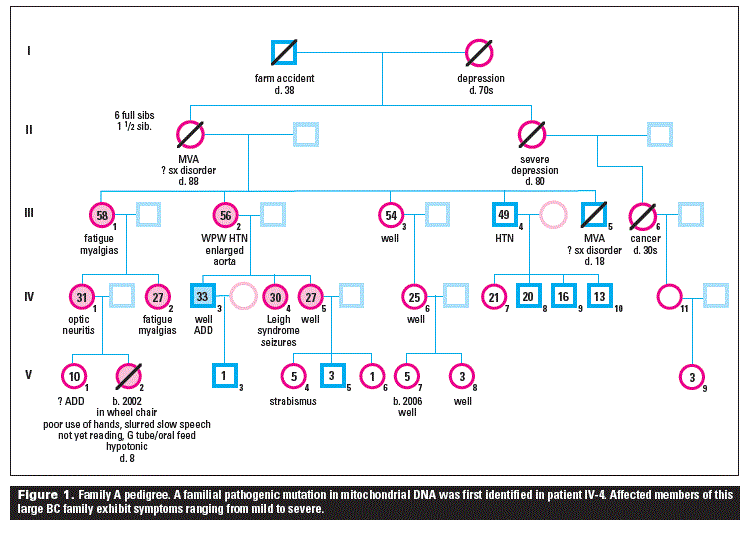 I
farm accident
d. 38
depression
d. 70s
6 full sibs
1 1/2 sib.
II
MVA
? sx disorder
d. 88
severe
depression
d. 80
III
58 1
56 2
54 3
49 4
5
6
fatigue
myalgias
WPW HTN
enlarged
aorta
well
HTN
MVA
? sx disorder
d. 18
cancer
d. 30s
IV
31 1
27 2
33 3
30 4
27 5
25 6
21 7
20 8
16 9
13 10
11
optic
neuritis
fatigue
myalgias
well
ADD
Leigh
syndrome
seizures
well
well
V
10 1
2
1 3
5 4
3 5
1 6
5 7
3 8
3 9
? ADD
b. 2002
in wheel chair
poor use of hands, slurred slow speech
not yet reading, G tube/oral feed
hypotonic
d. 8
strabismus
b. 2006
well
well
Figure 1. Family A pedigree. A familial pathogenic mutation in mitochondrial DNA was first identified in patient IV-4. Affected members of this
large BC family exhibit symptoms ranging from mild to severe.